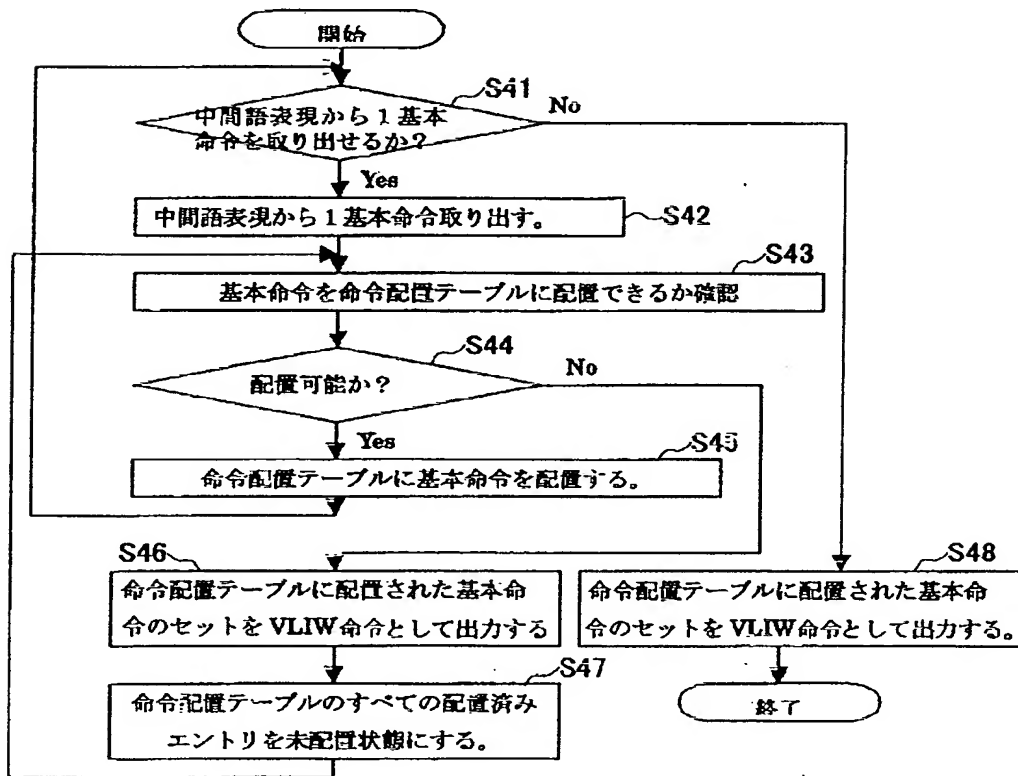 開始
S41
中間語表現から1基本
命令を取り出せるか?
No
Yes
中間語表現から1基本命令取り出す。
S42
S43
基本命令を命令配置テーブルに配置できるか確認
S44
配置可能か?
No
Yes
S45
命令配置テーブルに基本命令を配置する。
S46
命令配置テーブルに配置された基本命
令のセットをVLIW命令として出力する
S48
命令配置テーブルに配置された基本命
令のセットをVLIW命令として出力する。
S47
命令配置テーブルのすべての配置済み
エントリを未配置状態にする。
終了